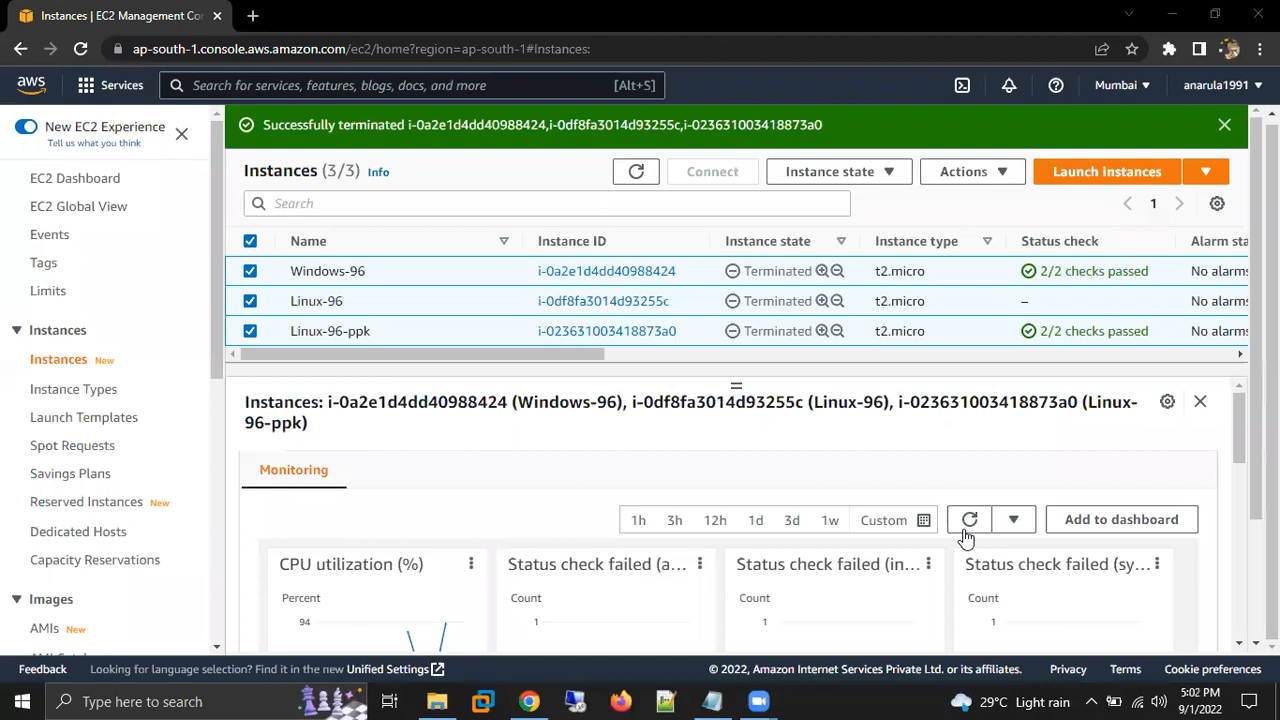 Instances | EC2 Management Con
ap-south-1.console.aws.amazon.com/ec2/home?region=ap-south-1#Instances:
aws
Services
Search for services, features, blogs, docs, and more
[Alt+S]
Mumbai
anarula1991
New EC2 Experience
Tell us what you think
EC2 Dashboard
EC2 Global View
Events
Tags
Limits
Instances
Instances New
Instance Types
Launch Templates
Spot Requests
Savings Plans
Reserved Instances New
Dedicated Hosts
Capacity Reservations
Images
AMIs New
Successfully terminated i-0a2e1d4dd40988424,i-0df8fa3014d93255c,i-023631003418873a0
Instances (3/3) Info
Connect
Instance state
Actions
Launch instances
Search
1
Name Instance ID Instance state Instance type Status check Alarm sta
Windows-96 i-0a2e1d4dd40988424 Terminated t2.micro 2/2 checks passed No alarms
Linux-96 i-0df8fa3014d93255c Terminated t2.micro – No alarms
Linux-96-ppk i-023631003418873a0 Terminated t2.micro 2/2 checks passed No alarms
Instances: i-0a2e1d4dd40988424 (Windows-96), i-0df8fa3014d93255c (Linux-96), i-023631003418873a0 (Linux-
96-ppk)
Monitoring
1h 3h 12h 1d 3d 1w Custom
Add to dashboard
CPU utilization (%)
Percent
94
Status check failed (a...
Count
1
Status check failed (in...
Count
1
Status check failed (sy...
Count
1
Feedback
Looking for language selection? Find it in the new Unified Settings
© 2022, Amazon Internet Services Private Ltd. or its affiliates.
Privacy
Terms
Cookie preferences
Type here to search
29°C Light rain
5:02 PM
9/1/2022